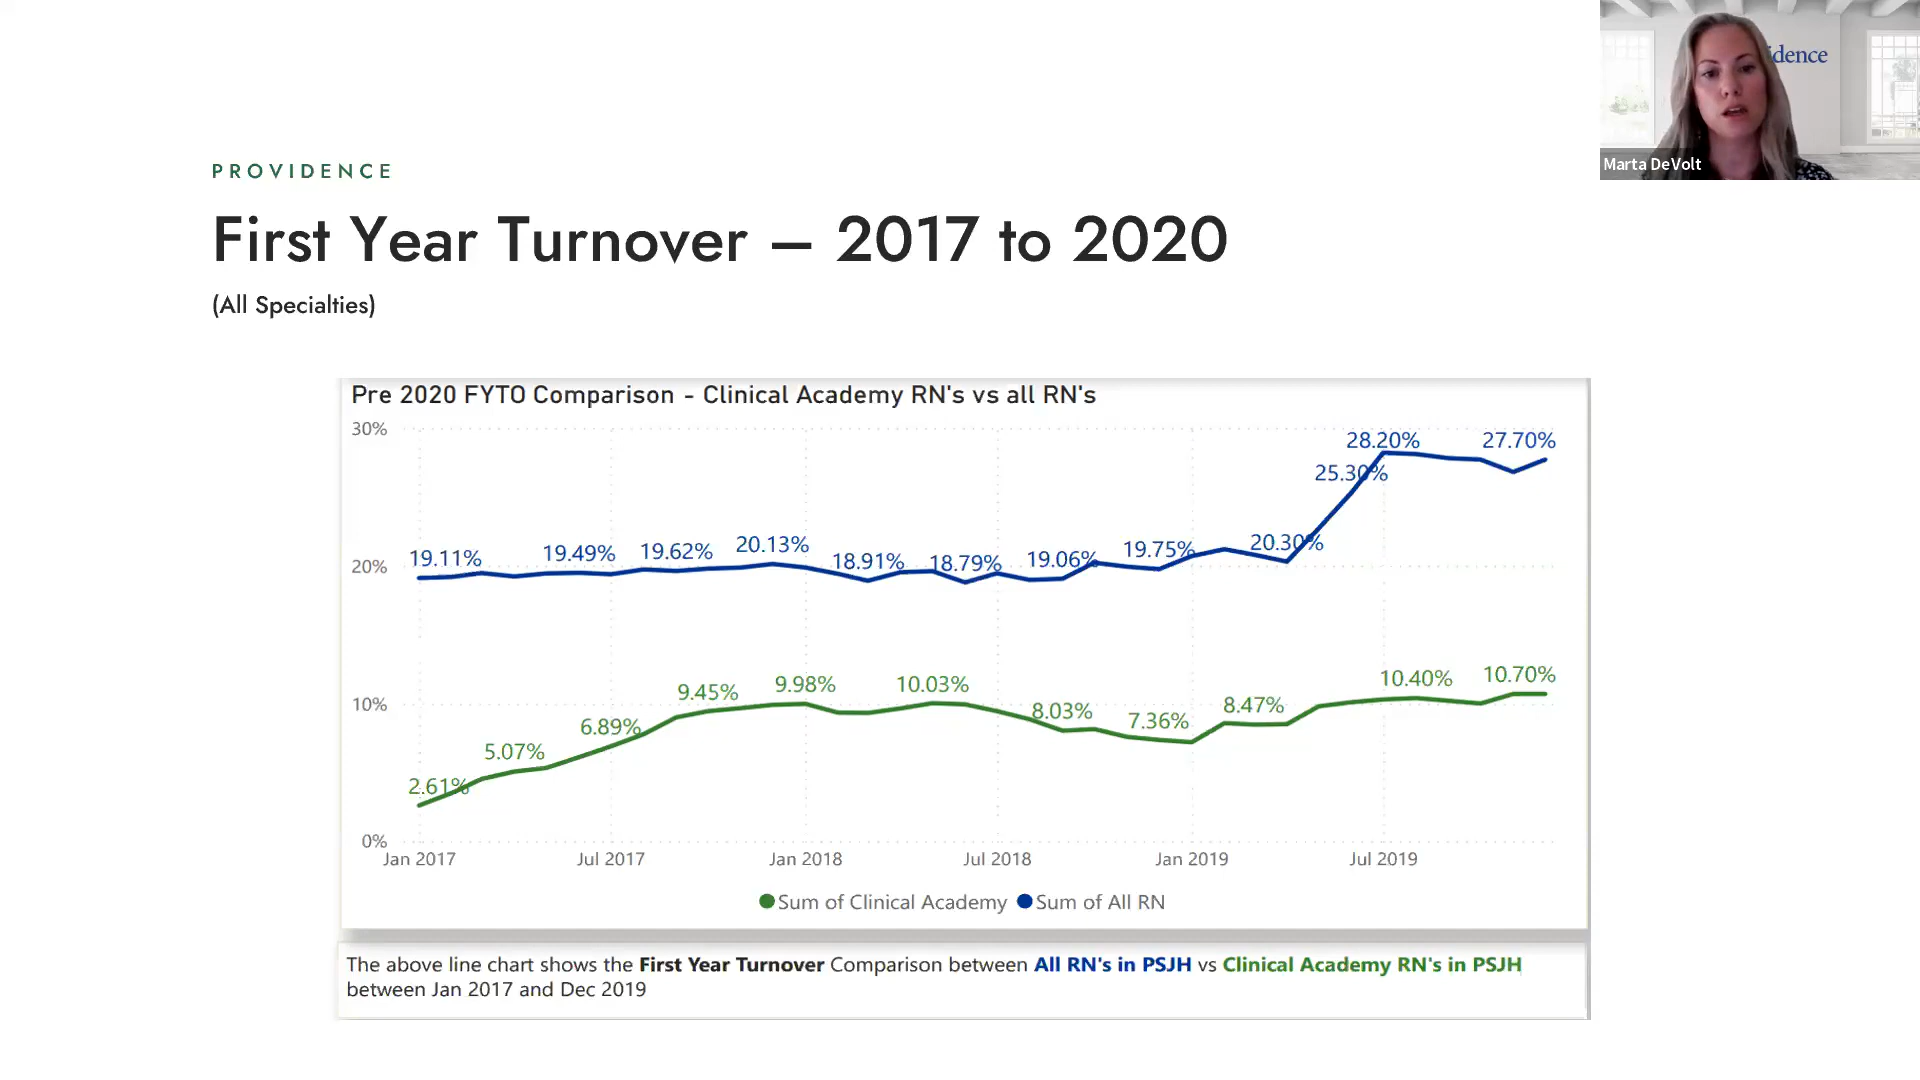 idence
Marta DeVolt
PROVIDENCE
First Year Turnover – 2017 to 2020
(All Specialties)
Pre 2020 FYTO Comparison - Clinical Academy RN's vs all RN's
30%
20%
10%
0%
19.11%
19.49%
19.62%
20.13%
18.91%
18.79%
19.06%
19.75%
20.30%
25.30%
28.20%
27.70%
2.61%
5.07%
6.89%
9.45%
9.98%
10.03%
8.03%
7.36%
8.47%
10.40%
10.70%
Jan 2017 Jul 2017 Jan 2018 Jul 2018 Jan 2019 Jul 2019
Sum of Clinical Academy Sum of All RN
The above line chart shows the First Year Turnover Comparison between All RN's in PSJH vs Clinical Academy RN's in PSJH
between Jan 2017 and Dec 2019